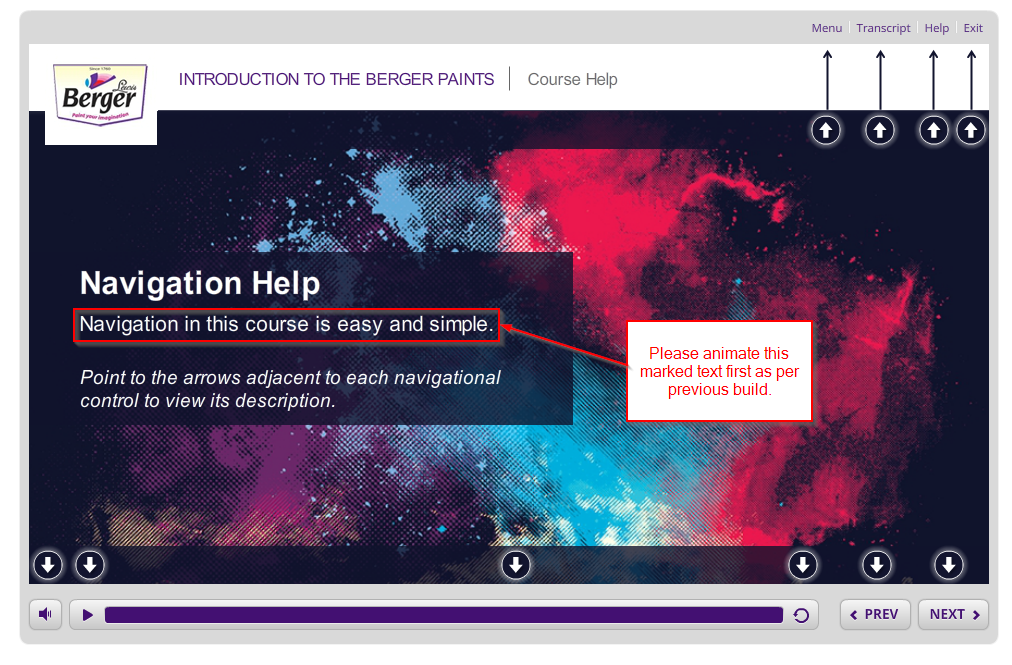 Menu Transcript Help Exit
Since 1760
Lewis
Berger
Paint your imagination
INTRODUCTION TO THE BERGER PAINTS Course Help
Navigation Help
Navigation in this course is easy and simple.
Point to the arrows adjacent to each navigational
control to view its description.
Please animate this
marked text first as per
previous build.
PREV NEXT